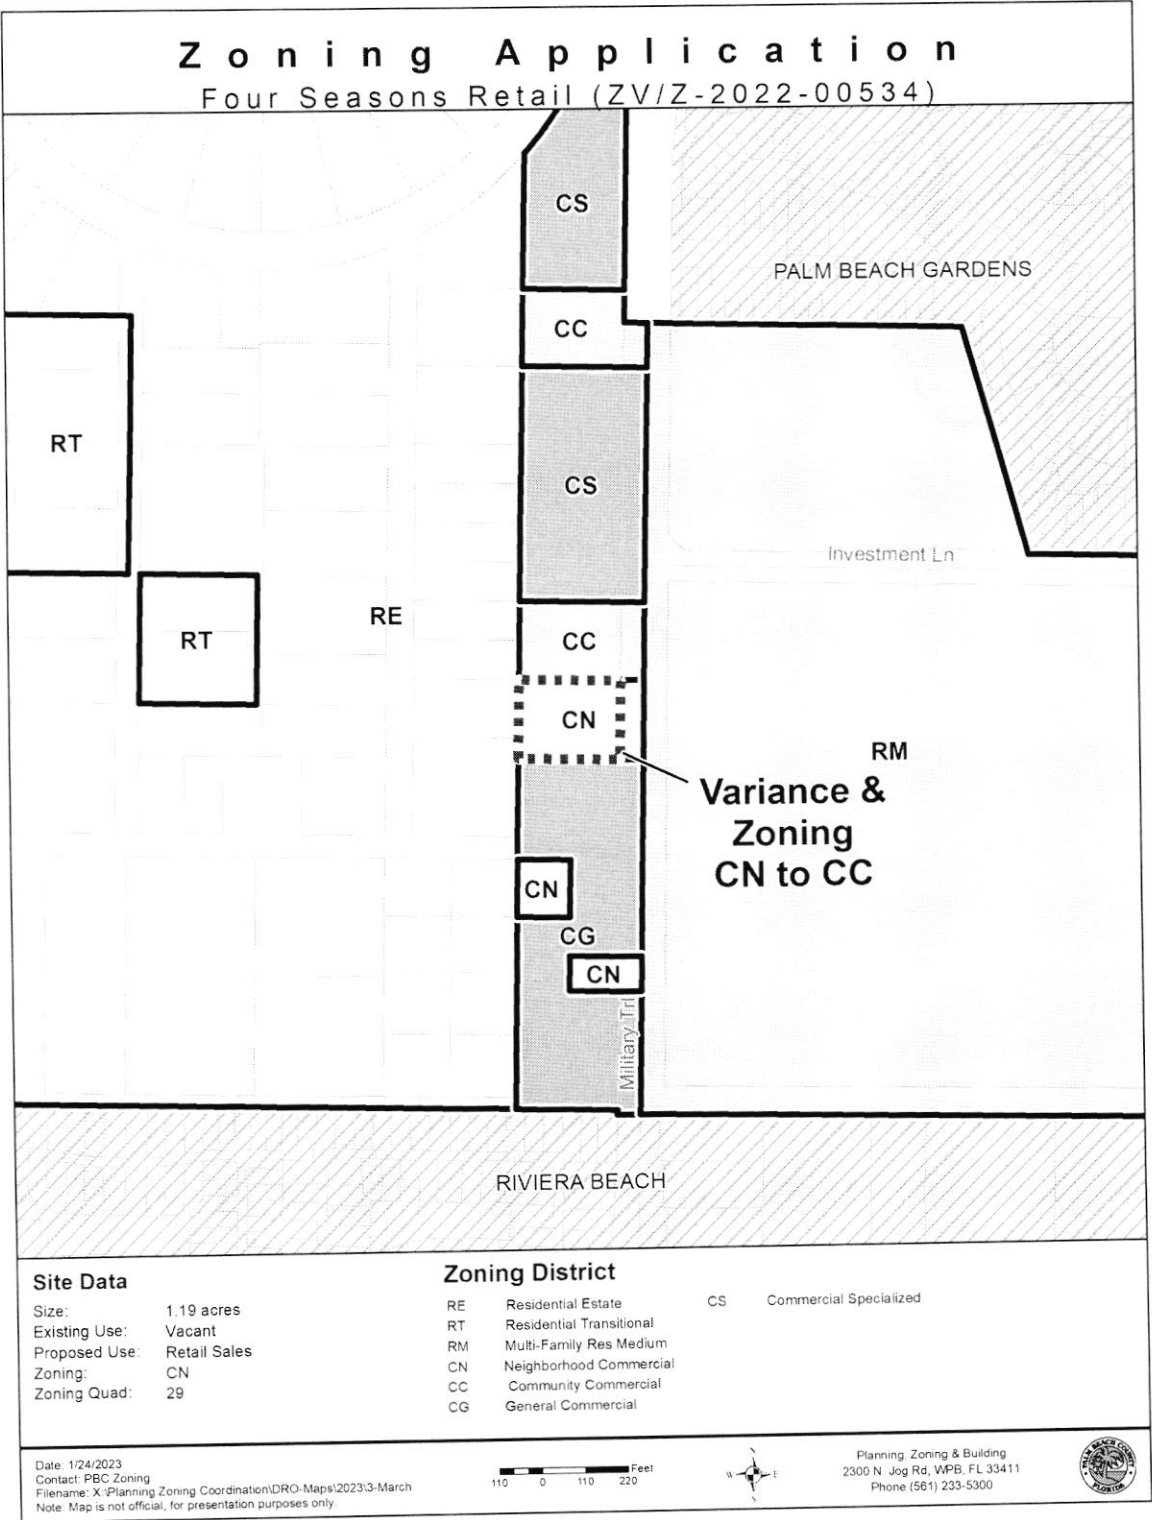 Zoning Application
Four Seasons Retail (ZV/Z-2022-00534)
CS
PALM BEACH GARDENS
CC
RT
CS
Investment Ln
RE
RT
CC
CN
RM
Variance &
Zoning
CN to CC
CN
CG
CN
Military Trl
RIVIERA BEACH
Site Data
Size: 1.19 acres
Existing Use: Vacant
Proposed Use: Retail Sales
Zoning: CN
Zoning Quad: 29
Zoning District
RE Residential Estate
RT Residential Transitional
RM Multi-Family Res Medium
CN Neighborhood Commercial
CC Community Commercial
CG General Commercial
CS Commercial Specialized
Date: 1/24/2023
Contact: PBC Zoning
Filename: X:\Planning Zoning Coordination\DRO-Maps\2023\3-March
Note: Map is not official, for presentation purposes only.
Feet
110 0 110 220
W E
Planning, Zoning & Building
2300 N. Jog Rd, WPB, FL 33411
Phone (561) 233-5300
PALM BEACH COUNTY
FLORIDA